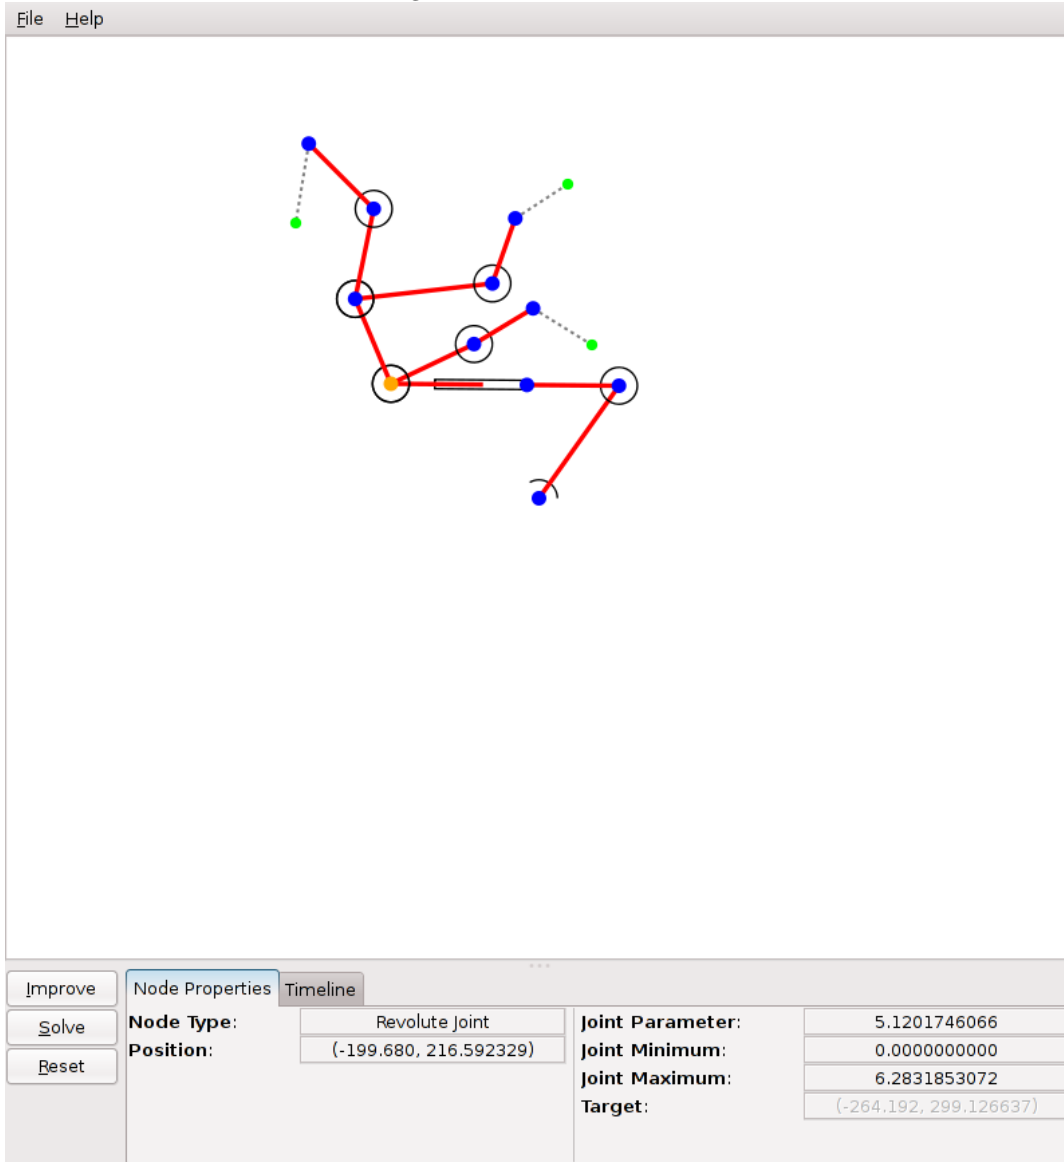 File Help
Improve
Solve
Reset
Node Properties Timeline
Node Type: Revolute Joint
Position: (-199.680, 216.592329)
Joint Parameter: 5.1201746066
Joint Minimum: 0.0000000000
Joint Maximum: 6.2831853072
Target: (-264.192, 299.126637)